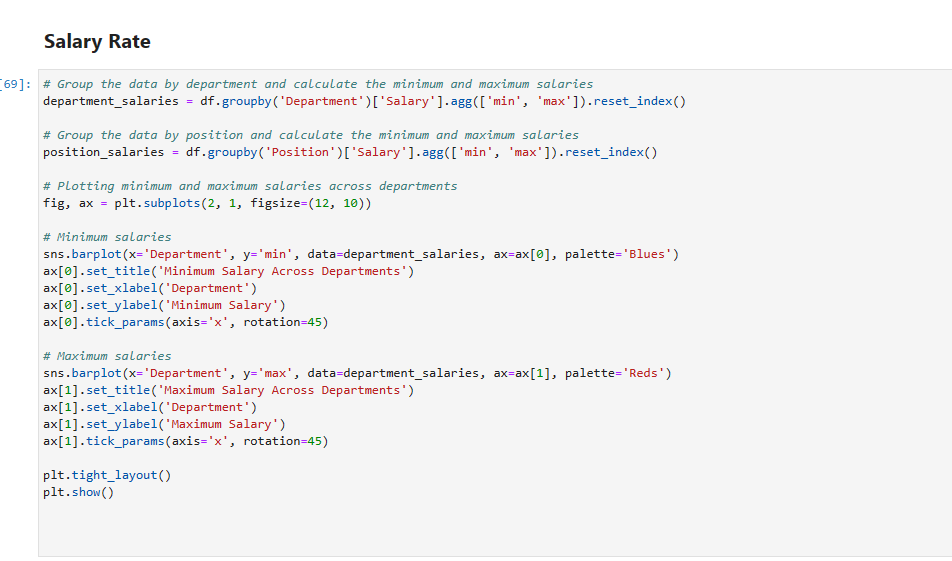 Salary Rate
[69]:
# Group the data by department and calculate the minimum and maximum salaries
department_salaries = df.groupby('Department')['Salary'].agg(['min', 'max']).reset_index()
# Group the data by position and calculate the minimum and maximum salaries
position_salaries = df.groupby('Position')['Salary'].agg(['min', 'max']).reset_index()
# Plotting minimum and maximum salaries across departments
fig, ax = plt.subplots(2, 1, figsize=(12, 10))
# Minimum salaries
sns.barplot(x='Department', y='min', data=department_salaries, ax=ax[0], palette='Blues')
ax[0].set_title('Minimum Salary Across Departments')
ax[0].set_xlabel('Department')
ax[0].set_ylabel('Minimum Salary')
ax[0].tick_params(axis='x', rotation=45)
# Maximum salaries
sns.barplot(x='Department', y='max', data=department_salaries, ax=ax[1], palette='Reds')
ax[1].set_title('Maximum Salary Across Departments')
ax[1].set_xlabel('Department')
ax[1].set_ylabel('Maximum Salary')
ax[1].tick_params(axis='x', rotation=45)
plt.tight_layout()
plt.show()